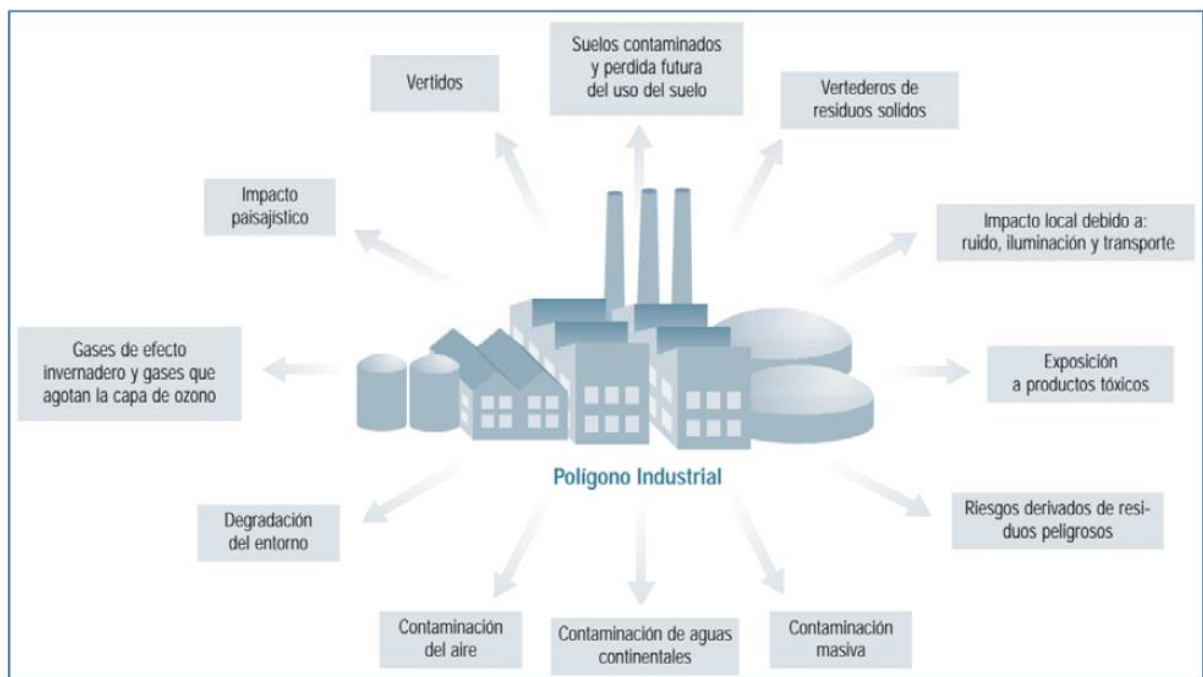 Suelos contaminados
y perdida futura
del uso del suelo
Vertidos
Vertederos de
residuos solidos
Impacto
paisajístico
Impacto local debido a:
ruido, iluminación y transporte
Gases de efecto
invernadero y gases que
agotan la capa de ozono
Exposición
a productos tóxicos
Polígono Industrial
Degradación
del entorno
Riesgos derivados de resi-
duos peligrosos
Contaminación
del aire
Contaminación de aguas
continentales
Contaminación
masiva